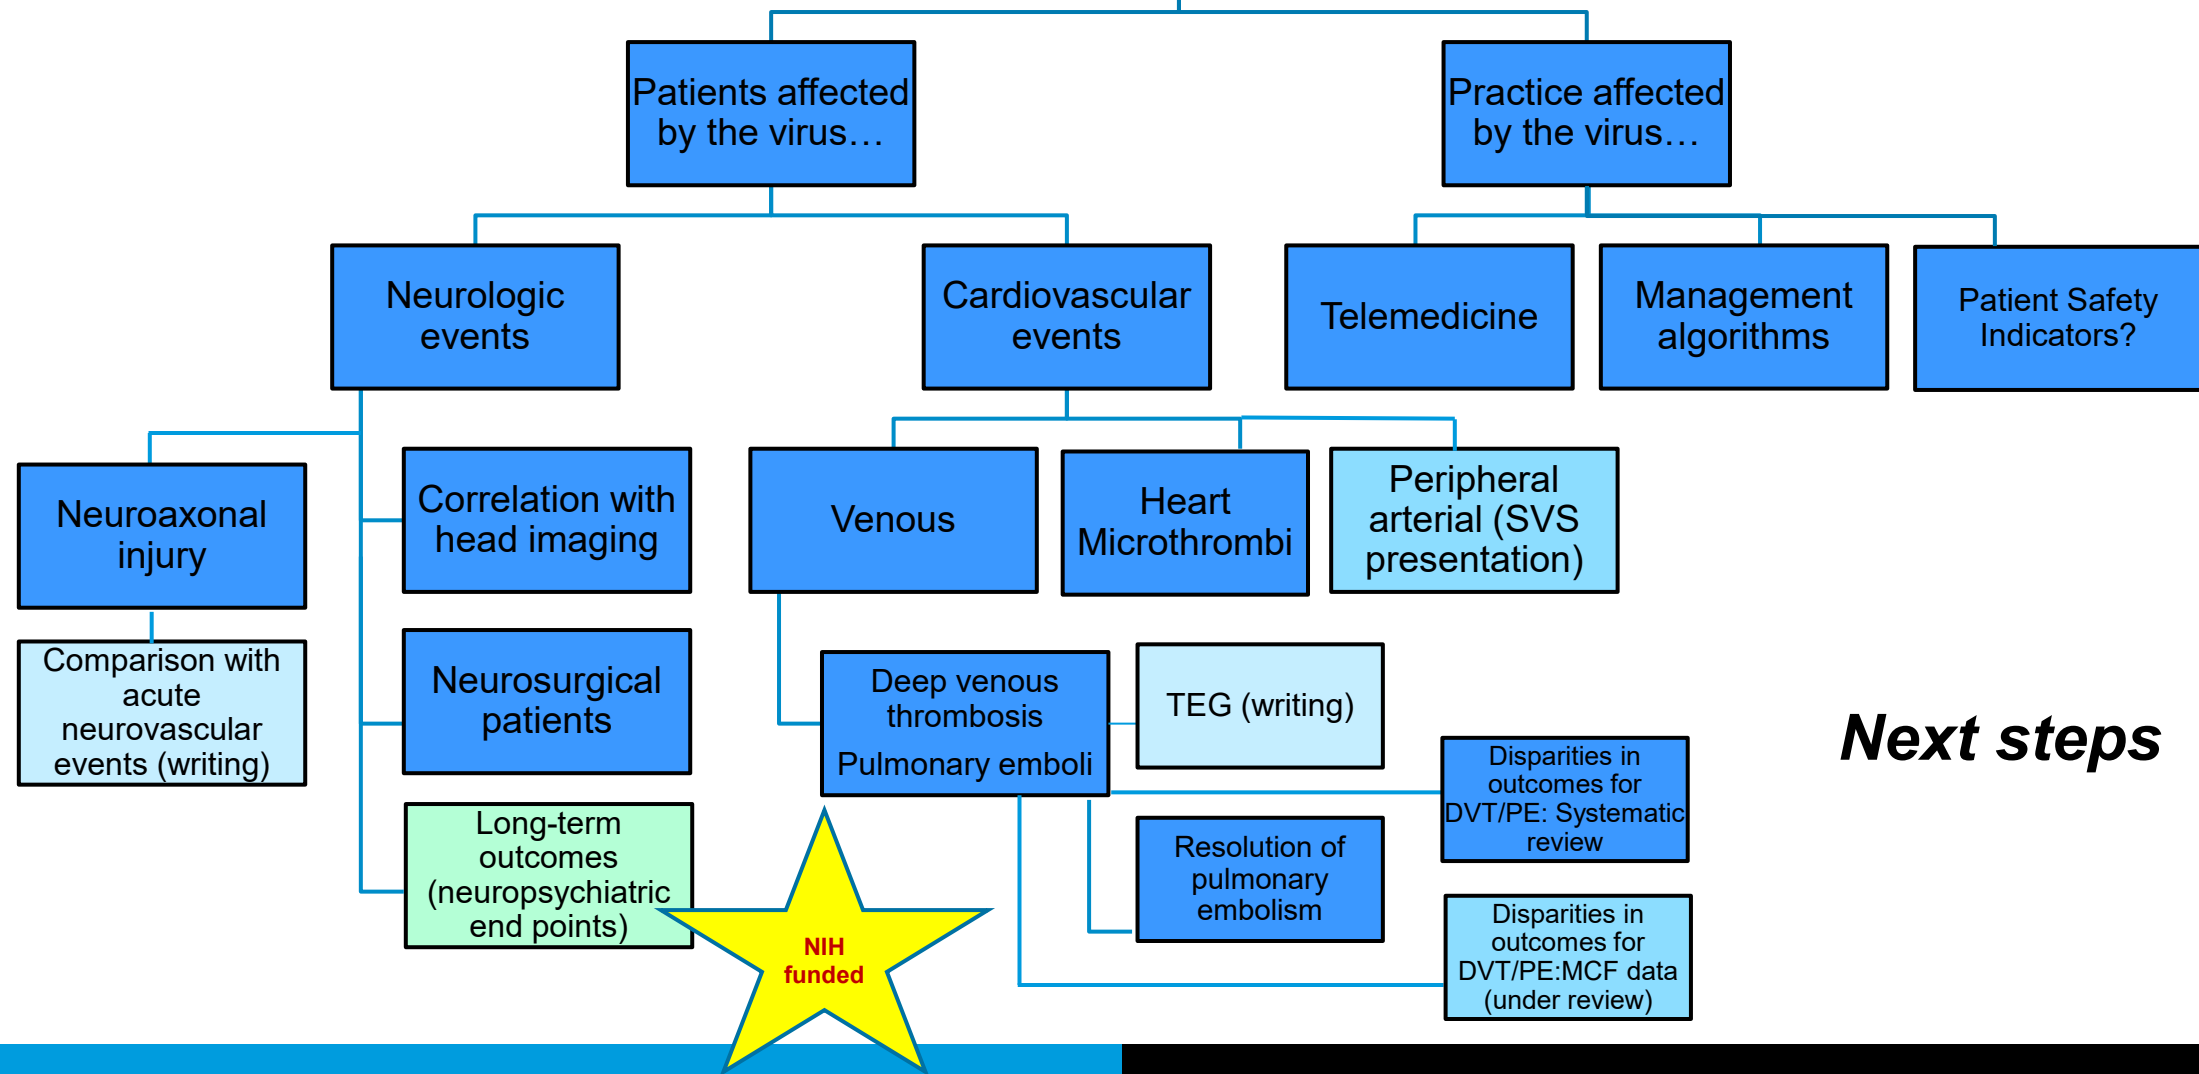 Patients affected
by the virus…
Practice affected
by the virus…
Neurologic
events
Cardiovascular
events
Telemedicine
Management
algorithms
Patient Safety
Indicators?
Neuroaxonal
injury
Correlation with
head imaging
Venous
Heart
Microthrombi
Peripheral
arterial (SVS
presentation)
Comparison with
acute
neurovascular
events (writing)
Neurosurgical
patients
Deep venous
thrombosis
Pulmonary emboli
TEG (writing)
Next steps
Disparities in
outcomes for
DVT/PE: Systematic
review
Long-term
outcomes
(neuropsychiatric
end points)
NIH
funded
Resolution of
pulmonary
embolism
Disparities in
outcomes for
DVT/PE:MCF data
(under review)